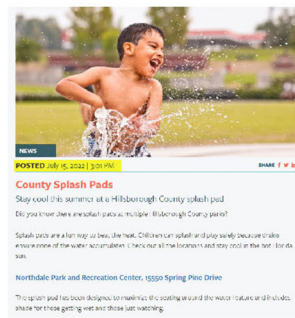 NEWS
POSTED July 15, 2022 | 3:01 PM
SHARE
County Splash Pads
Stay cool this summer at a Hillsborough County splash pad
Did you know there are splash pads at multiple Hillsborough County parks?
Splash pads are a fun way to beat the heat. Children can splash and play safely because drains
ensure none of the water accumulates. Check out all the locations and stay cool in the hot Florida
sun.
Northdale Park and Recreation Center, 15550 Spring Pine Drive
The splash pad has been designed to maximize the seating around the water feature and includes
shade for those getting wet and those just watching.